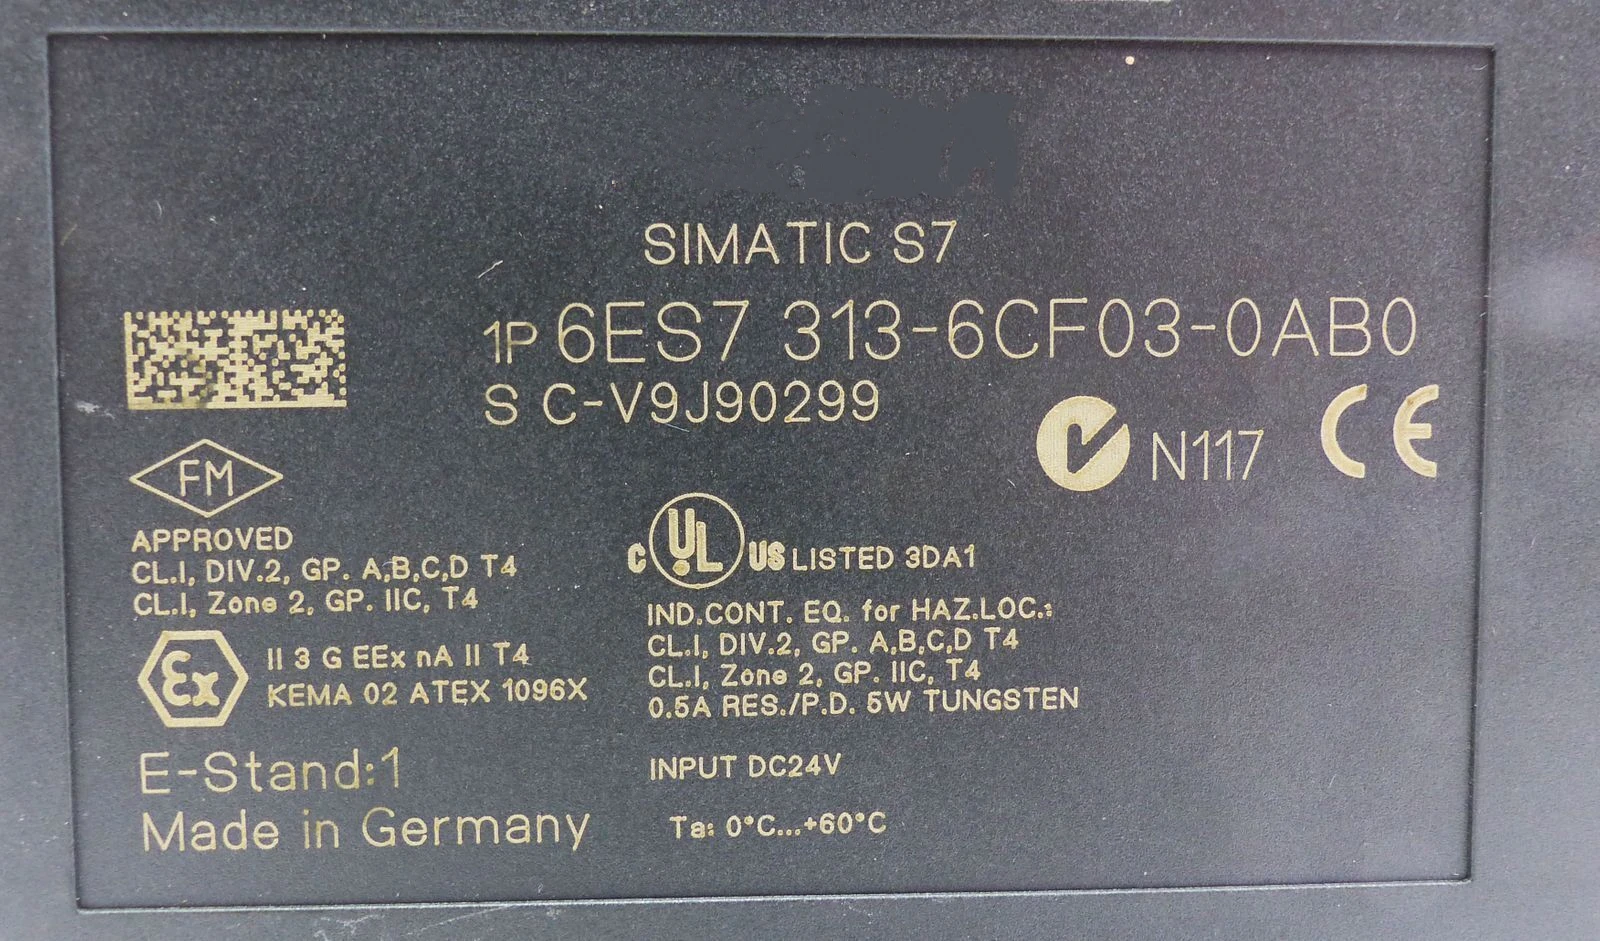 SIMATIC S7
1P 6ES7 313-6CF03-0AB0
S C-V9J90299
N117 CE
FM
APPROVED
CL.I, DIV.2, GP. A,B,C,D T4
CL.I, Zone 2, GP. IIC, T4
C UL US LISTED 3DA1
IND.CONT. EQ. for HAZ.LOC.:
CL.I, DIV.2, GP. A,B,C,D T4
CL.I, Zone 2, GP. IIC, T4
0.5A RES./P.D. 5W TUNGSTEN
Ex II 3 G EEx nA II T4
KEMA 02 ATEX 1096X
E-Stand:1
Made in Germany
INPUT DC24V
Ta: 0°C...+60°C